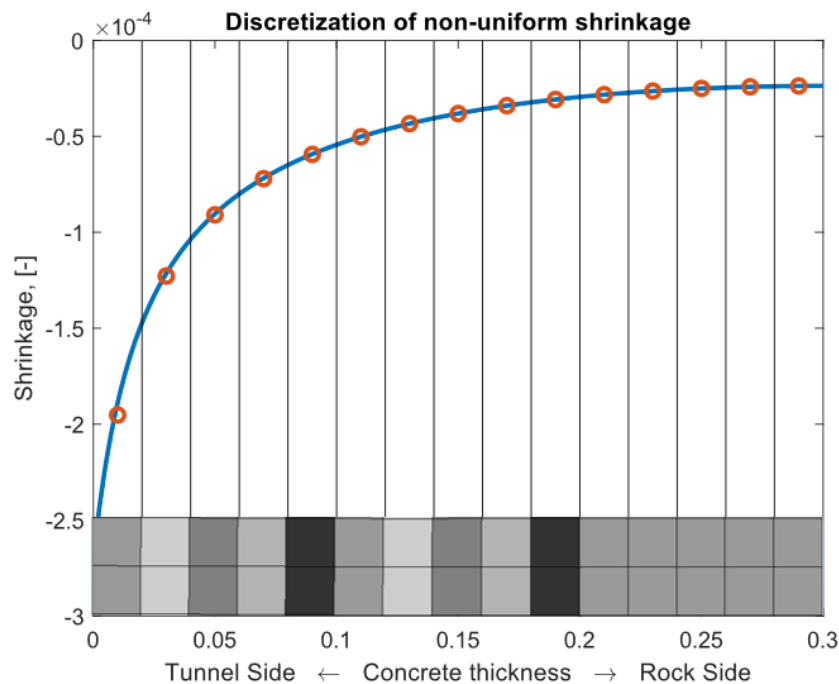 Discretization of non-uniform shrinkage
×10⁻⁴
0
-0.5
-1
-1.5
-2
-2.5
-3
Shrinkage, [-]
0 0.05 0.1 0.15 0.2 0.25 0.3
Tunnel Side ← Concrete thickness → Rock Side